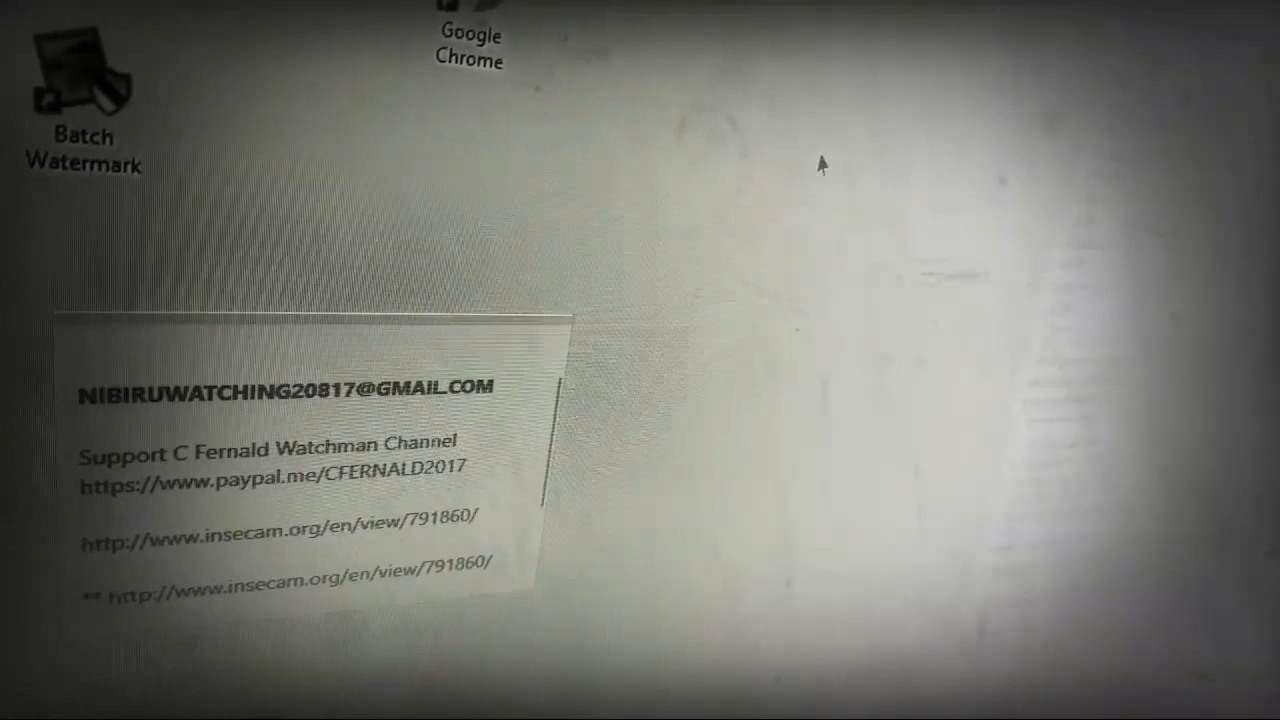 Google
Chrome
Batch
Watermark
NIBIRUWATCHING20817@GMAIL.COM
Support C Fernald Watchman Channel
https://www.paypal.me/CFERNALD2017
http://www.insecam.org/en/view/791860/
** http://www.insecam.org/en/view/791860/